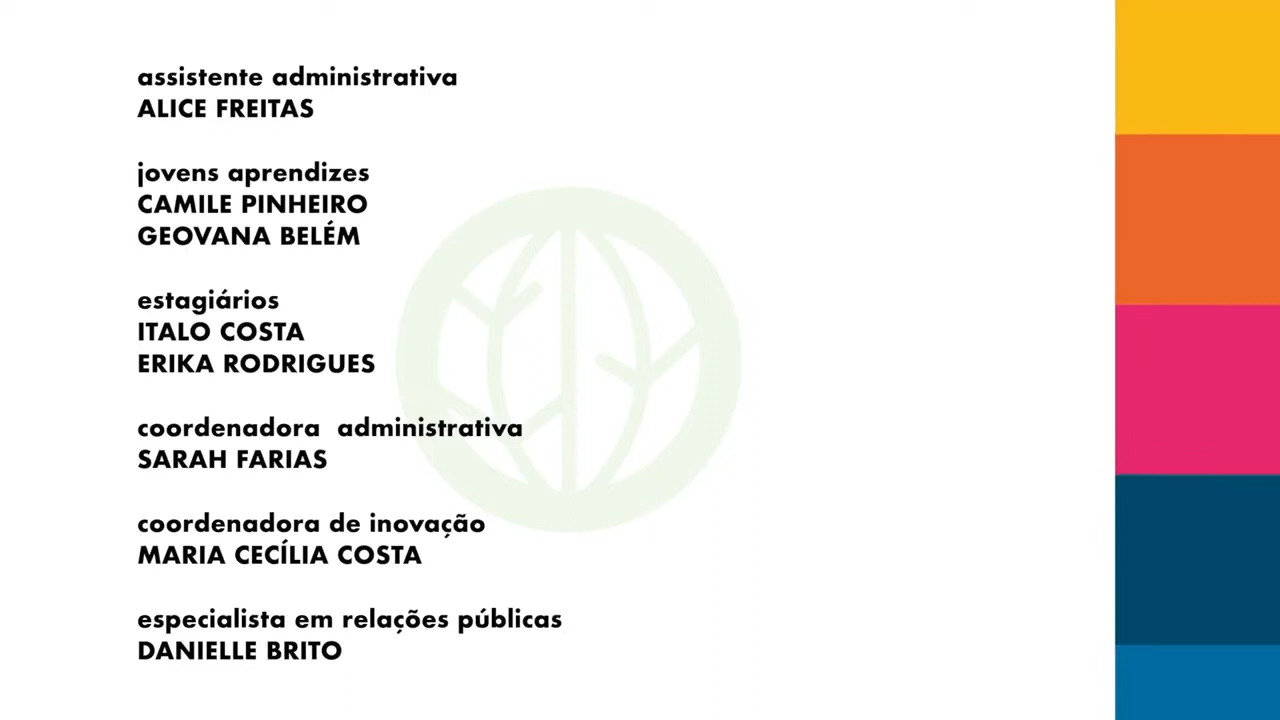 assistente administrativa
ALICE FREITAS
jovens aprendizes
CAMILE PINHEIRO
GEOVANA BELÉM
estagiários
ITALO COSTA
ERIKA RODRIGUES
coordenadora  administrativa
SARAH FARIAS
coordenadora de inovação
MARIA CECÍLIA COSTA
especialista em relações públicas
DANIELLE BRITO